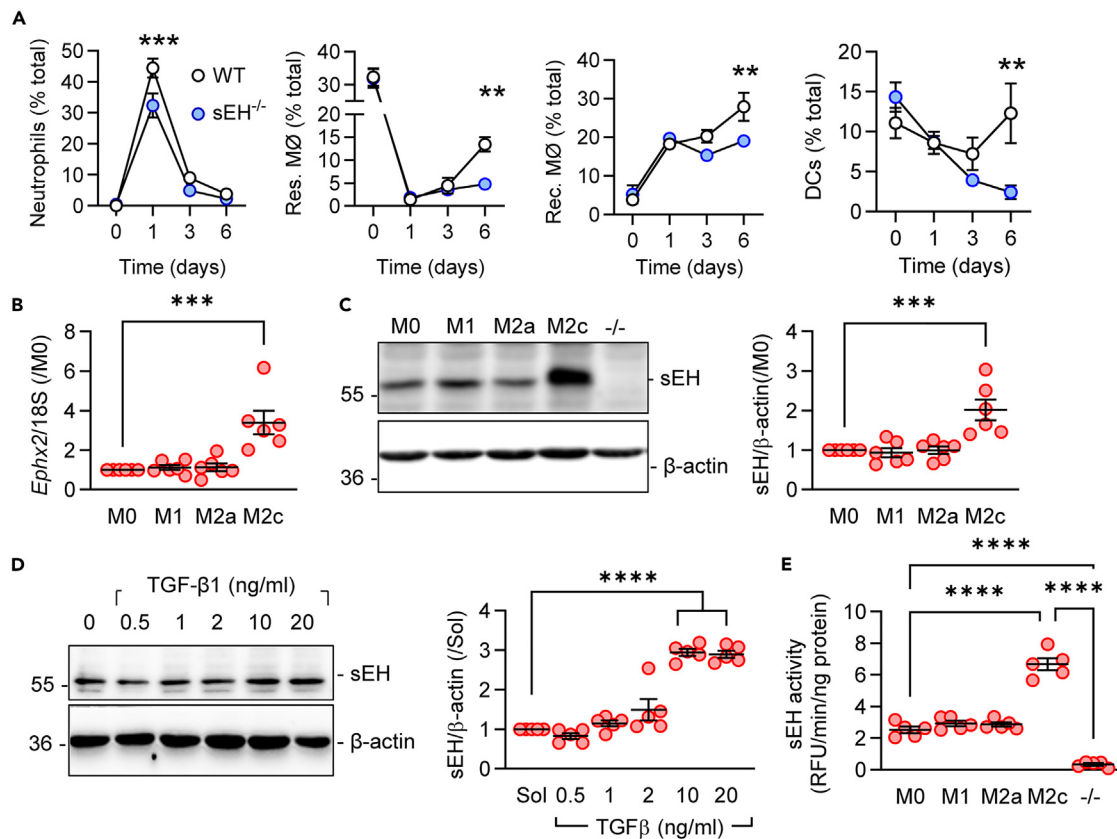 A
Neutrophils (% total)
50
40
30
20
10
0
***
WT
sEH-/-
0 1 3 6
Time (days)
Res. MØ (% total)
30
20
15
10
5
0
**
0 1 3 6
Time (days)
Rec. MØ (% total)
40
30
20
10
0
**
0 1 3 6
Time (days)
DCs (% total)
20
15
10
5
0
**
0 1 3 6
Time (days)
B
Ephx2/18S (/M0)
8
6
4
2
0
***
M0 M1 M2a M2c
C
M0 M1 M2a M2c -/-
55 -
- sEH
36 -
- β-actin
sEH/β-actin(/M0)
4
3
2
1
0
***
M0 M1 M2a M2c
D
TGF-β1 (ng/ml)
0 0.5 1 2 10 20
55 -
-sEH
36 -
-β-actin
sEH/β-actin (/Sol)
4
3
2
1
0
****
Sol 0.5 1 2 10 20
TGFβ (ng/ml)
E
sEH activity
(RFU/min/ng protein)
10
8
6
4
2
0
****
****
****
M0 M1 M2a M2c -/-